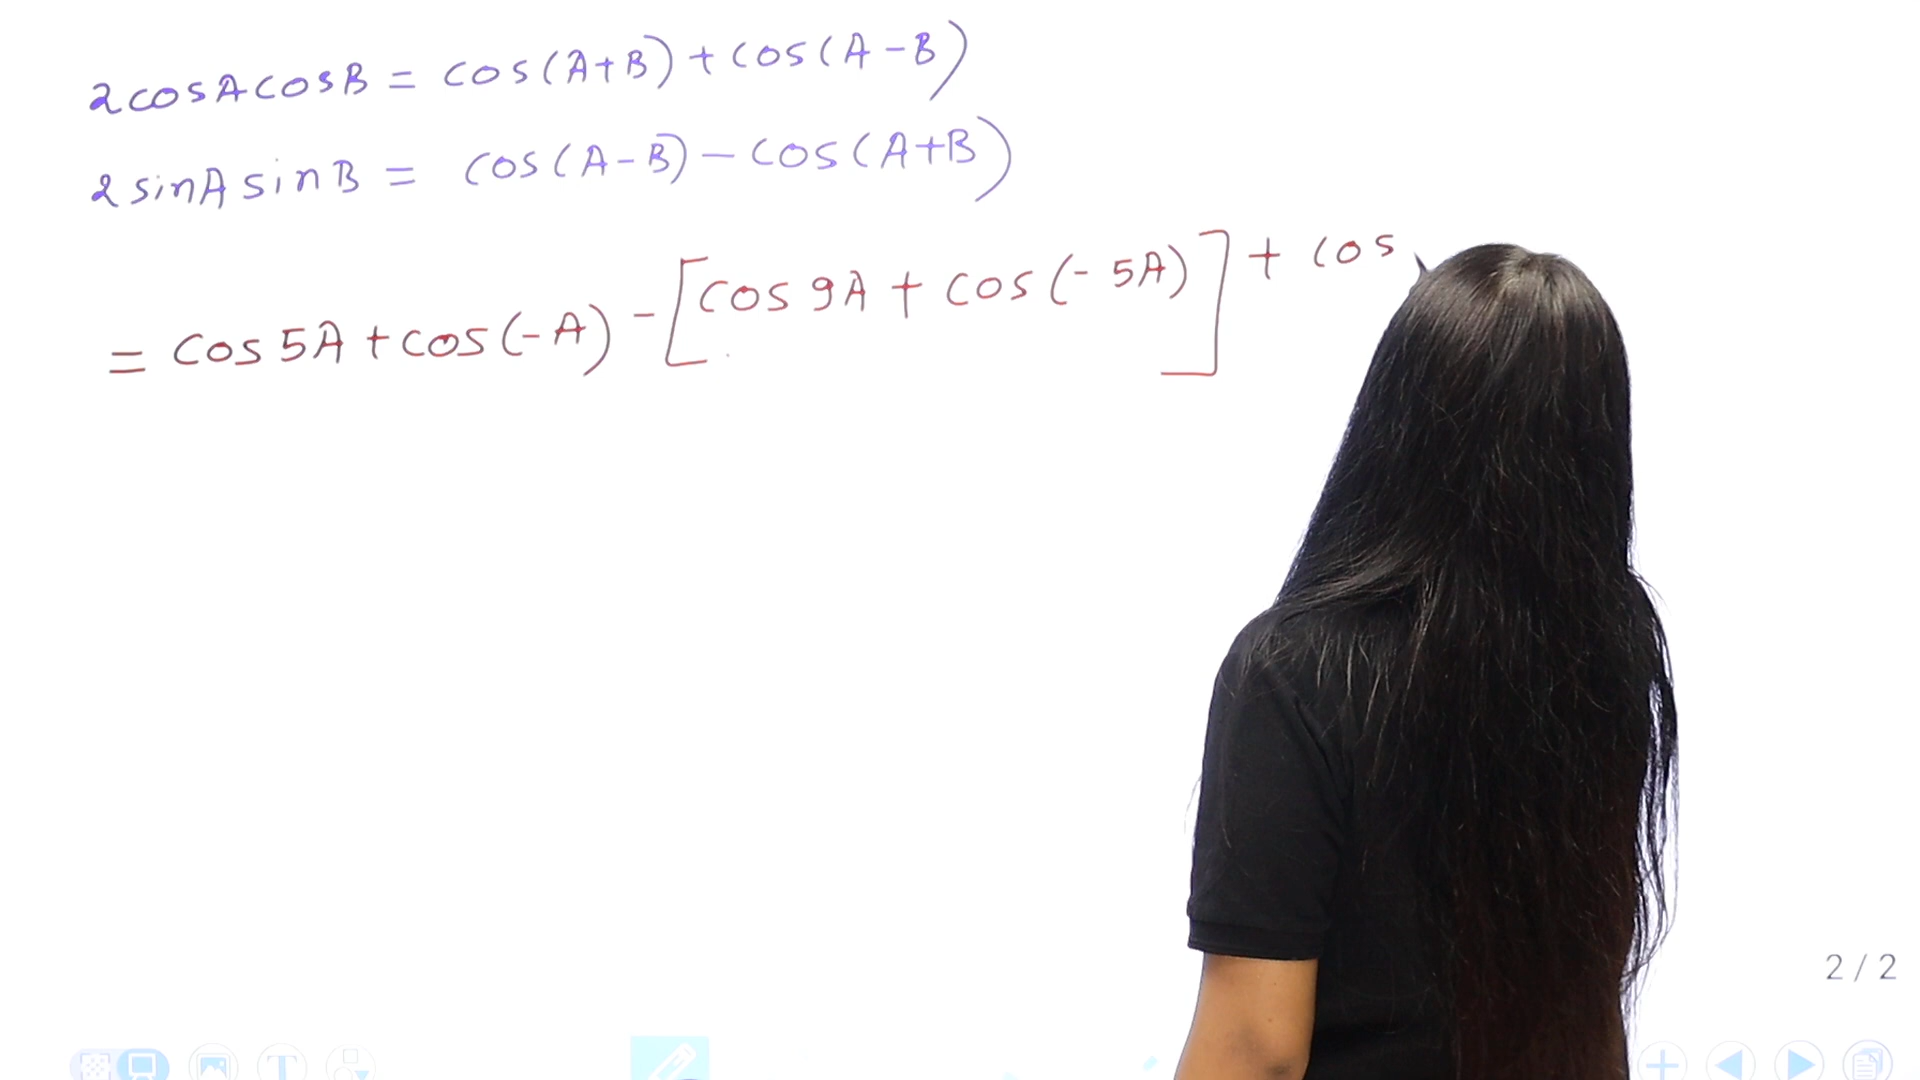 2cosAcosB = cos(A+B) + cos(A-B)
2sinAsinB = cos(A-B) - cos(A+B)
= cos5A + cos(-A) - [cos9A + cos(-5A)] + cos
2/2